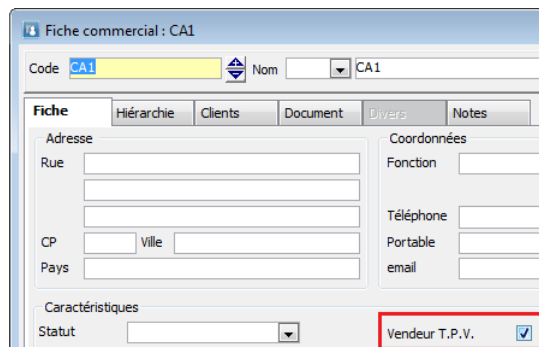 Fiche commercial : CA1
Code CA1 Nom CA1
Fiche Hiérarchie Clients Document Divers Notes
Adresse Coordonnées
Rue Fonction
Téléphone
CP Ville Portable
Pays email
Caractéristiques
Statut Vendeur T.P.V.